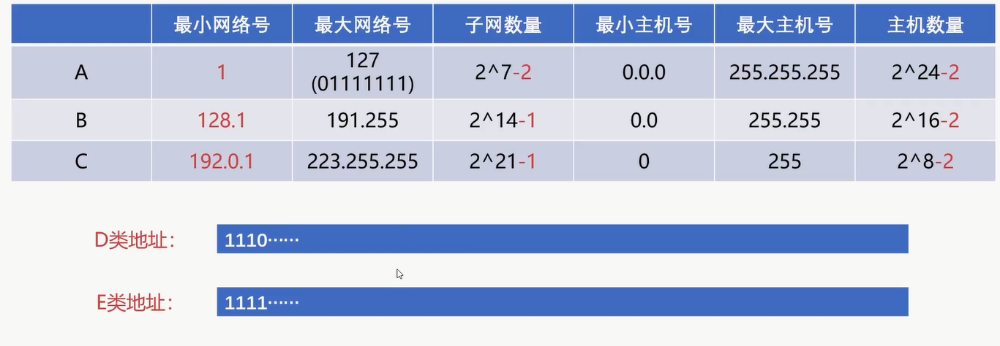 最小网络号 最大网络号 子网数量 最小主机号 最大主机号 主机数量
A 1 127 (01111111) 2^7-2 0.0.0 255.255.255 2^24-2
B 128.1 191.255 2^14-1 0.0 255.255 2^16-2
C 192.0.1 223.255.255 2^21-1 0 255 2^8-2
D类地址： 1110……
E类地址： 1111……